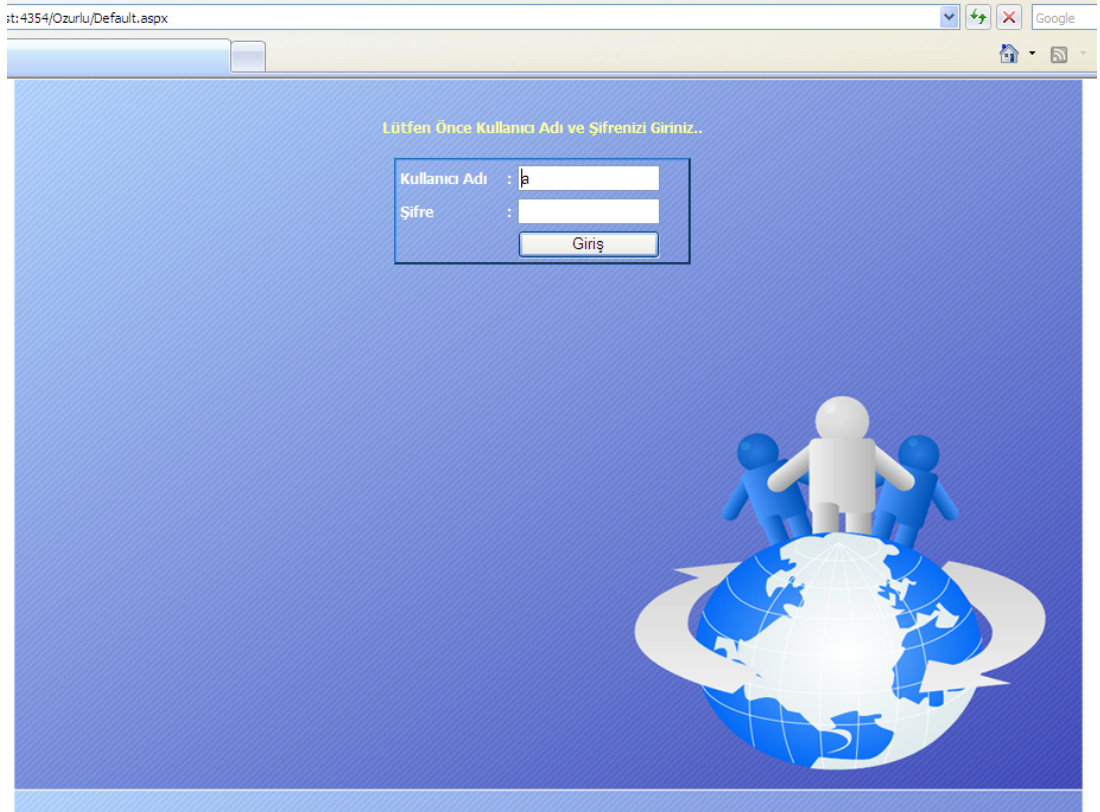 st:4354/Ozurlu/Default.aspx
Google
Lütfen Önce Kullanıcı Adı ve Şifrenizi Giriniz..
Kullanıcı Adı : a
Şifre :
Giriş